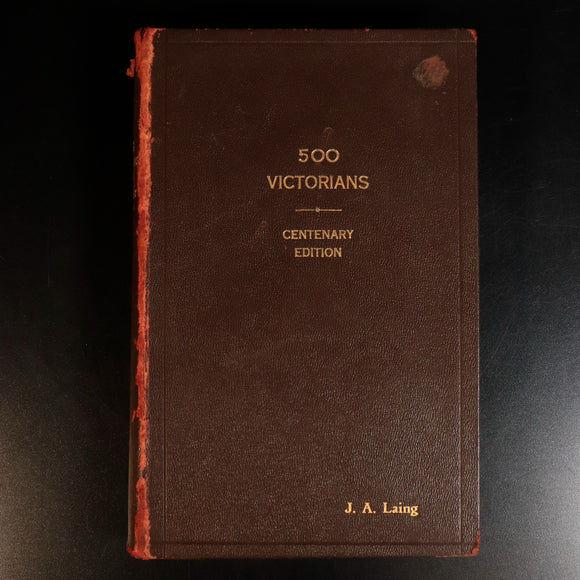 500
VICTORIANS
CENTENARY
EDITION
J. A. Laing